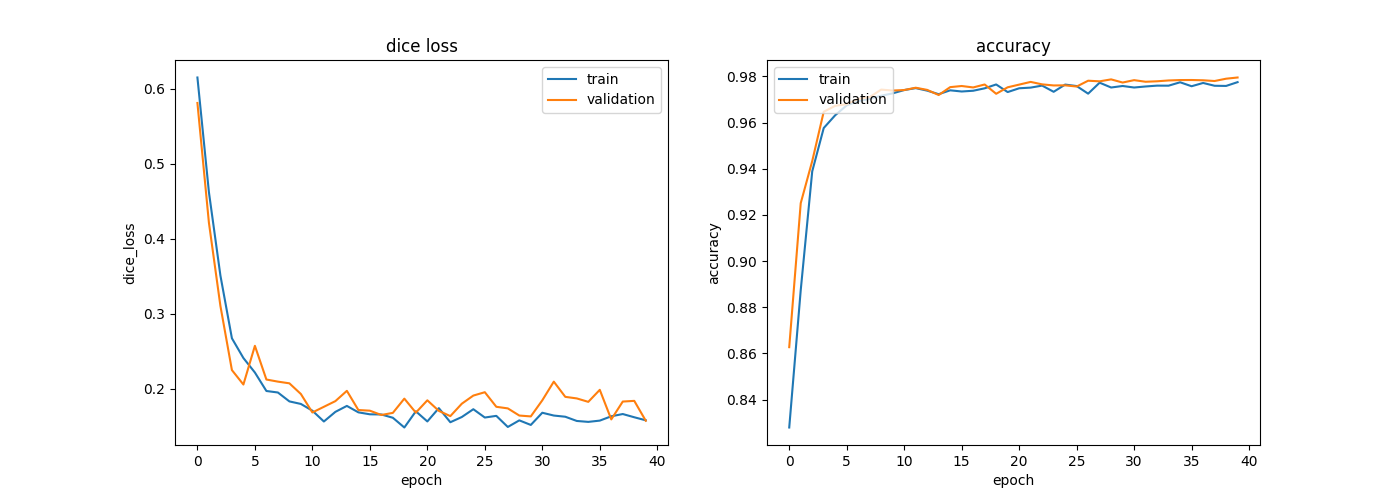 dice loss
train
validation
0.6
0.5
0.4
0.3
0.2
dice_loss
0 5 10 15 20 25 30 35 40
epoch
accuracy
train
validation
0.98
0.96
0.94
0.92
0.90
0.88
0.86
0.84
accuracy
0 5 10 15 20 25 30 35 40
epoch